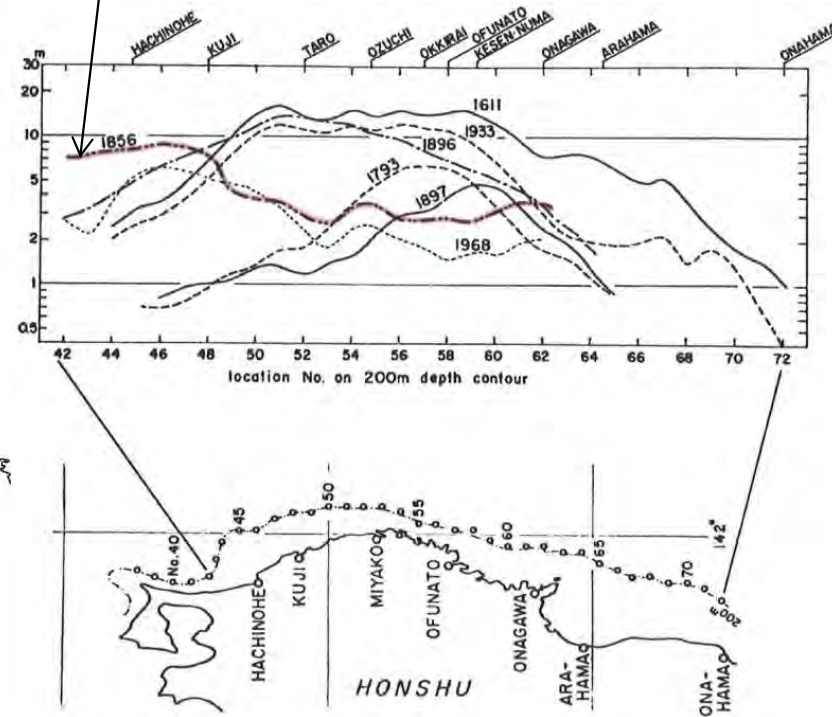 HACHINOHE
KUJI
TARO
OZUCHI
OKKIRAI
OFUNATO
KESEN-NUMA
ONAGAWA
ARAHAMA
ONAHAMA
m
30
20
10
5
2
1
0.5
1856
1611
1933
1896
1793
1897
1968
42 44 46 48 50 52 54 56 58 60 62 64 66 68 70 72
location No. on 200m depth contour
No.40
45
50
55
60
65
70
142°
200m
HACHINOHE
KUJI
MIYAKO
OFUNATO
ONAGAWA
ARA-
HAMA
ONA-
HAMA
HONSHU